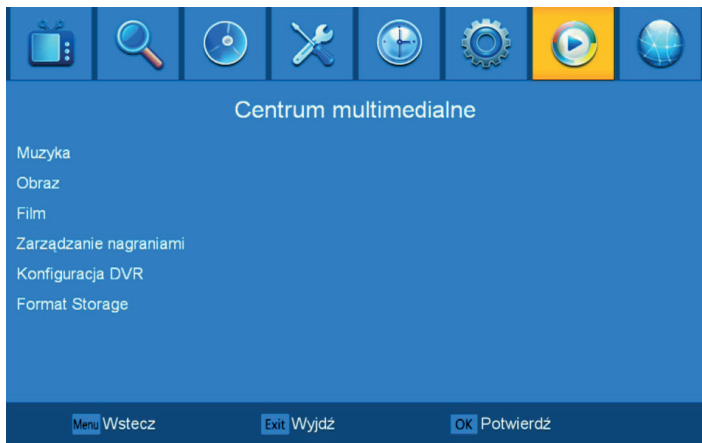 Centrum multimedialne
Muzyka
Obraz
Film
Zarządzanie nagraniami
Konfiguracja DVR
Format Storage
Menu Wstecz Exit Wyjdź OK Potwierdź